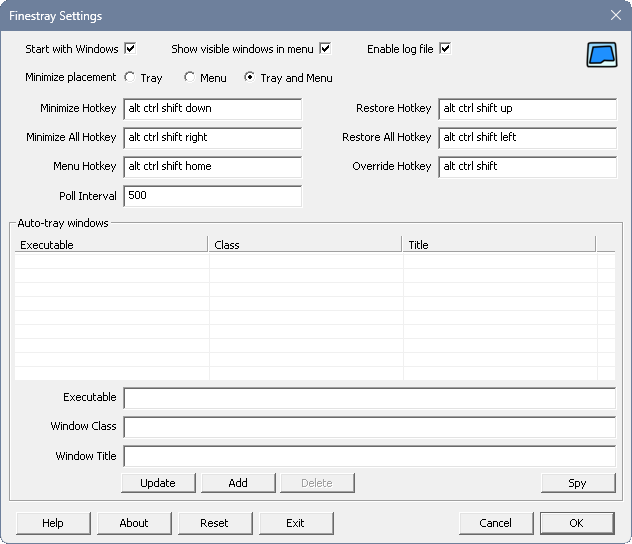 Finestray Settings
Start with Windows Show visible windows in menu Enable log file
Minimize placement Tray Menu Tray and Menu
Minimize Hotkey alt ctrl shift down Restore Hotkey alt ctrl shift up
Minimize All Hotkey alt ctrl shift right Restore All Hotkey alt ctrl shift left
Menu Hotkey alt ctrl shift home Override Hotkey alt ctrl shift
Poll Interval 500
Auto-tray windows
Executable Class Title
Executable
Window Class
Window Title
Update Add Delete Spy
Help About Reset Exit Cancel OK